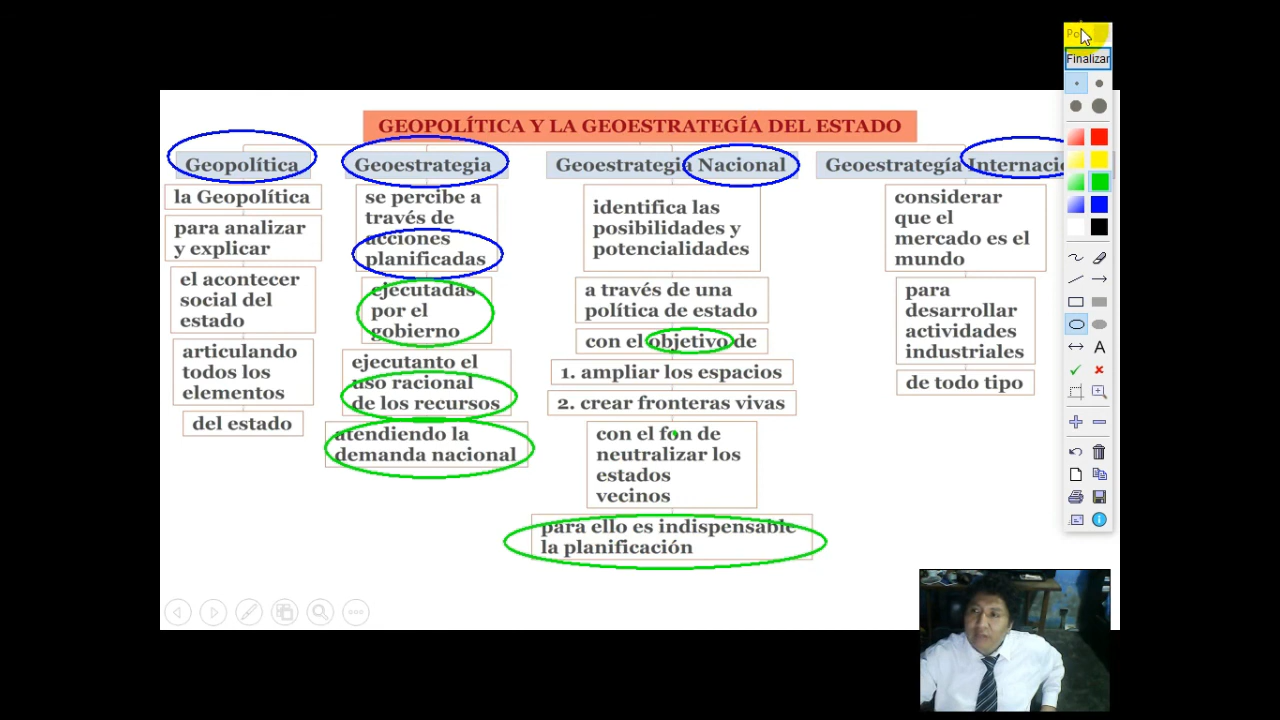 GEOPOLÍTICA Y LA GEOESTRATEGÍA DEL ESTADO
Geopolítica
la Geopolítica
para analizar
y explicar
el acontecer
social del
estado
articulando
todos los
elementos
del estado
Geoestrategia
se percibe a
través de
acciones
planificadas
ejecutadas
por el
gobierno
ejecutanto el
uso racional
de los recursos
atendiendo la
demanda nacional
Geoestrategia Nacional
identifica las
posibilidades y
potencialidades
a través de una
política de estado
con el objetivo de
1. ampliar los espacios
2. crear fronteras vivas
con el fon de
neutralizar los
estados
vecinos
para ello es indispensable
la planificación
Geoestrategía
considerar
que el
mercado es el
mundo
para
desarrollar
actividades
industriales
de todo tipo
Finalizar
A